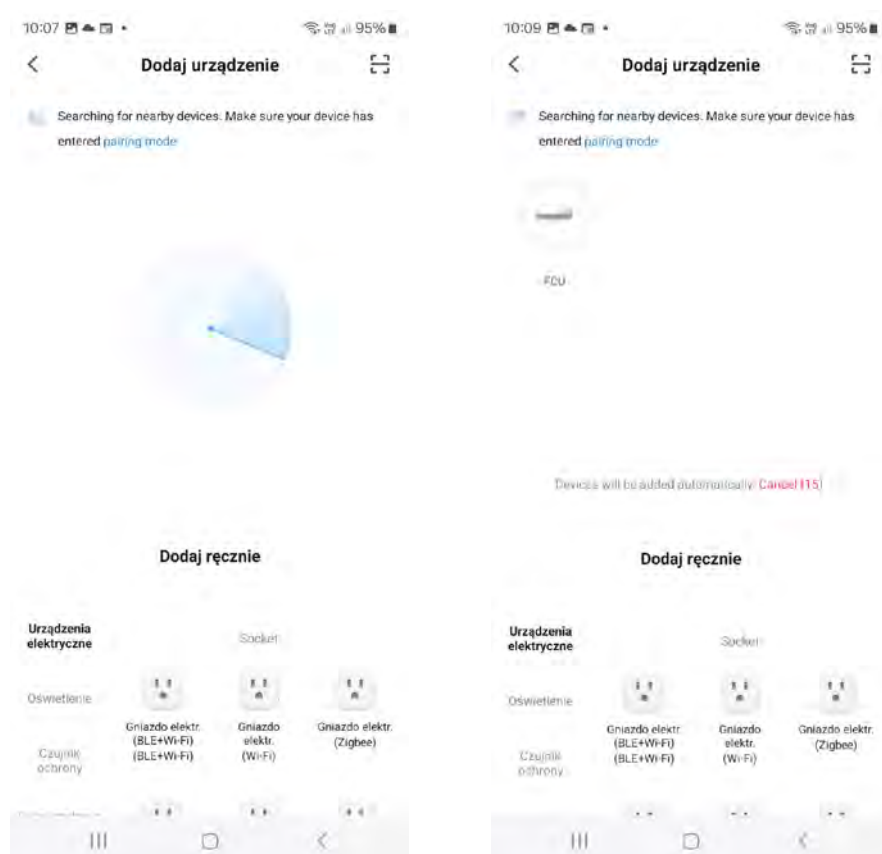 10:07
95%
Dodaj urządzenie
Searching for nearby devices. Make sure your device has
entered pairing mode
Dodaj ręcznie
Urządzenia
elektryczne
Socket
Oświetlenie
Gniazdo elektr.
(BLE+Wi-Fi)
(BLE+Wi-Fi)
Gniazdo
elektr.
(Wi-Fi)
Gniazdo elektr.
(Zigbee)
Czujnik
ochrony
10:09
95%
Dodaj urządzenie
Searching for nearby devices. Make sure your device has
entered pairing mode
FCU
Devices will be added automatically. Cancel (15)
Dodaj ręcznie
Urządzenia
elektryczne
Socket
Oświetlenie
Gniazdo elektr.
(BLE+Wi-Fi)
(BLE+Wi-Fi)
Gniazdo
elektr.
(Wi-Fi)
Gniazdo elektr.
(Zigbee)
Czujnik
ochrony